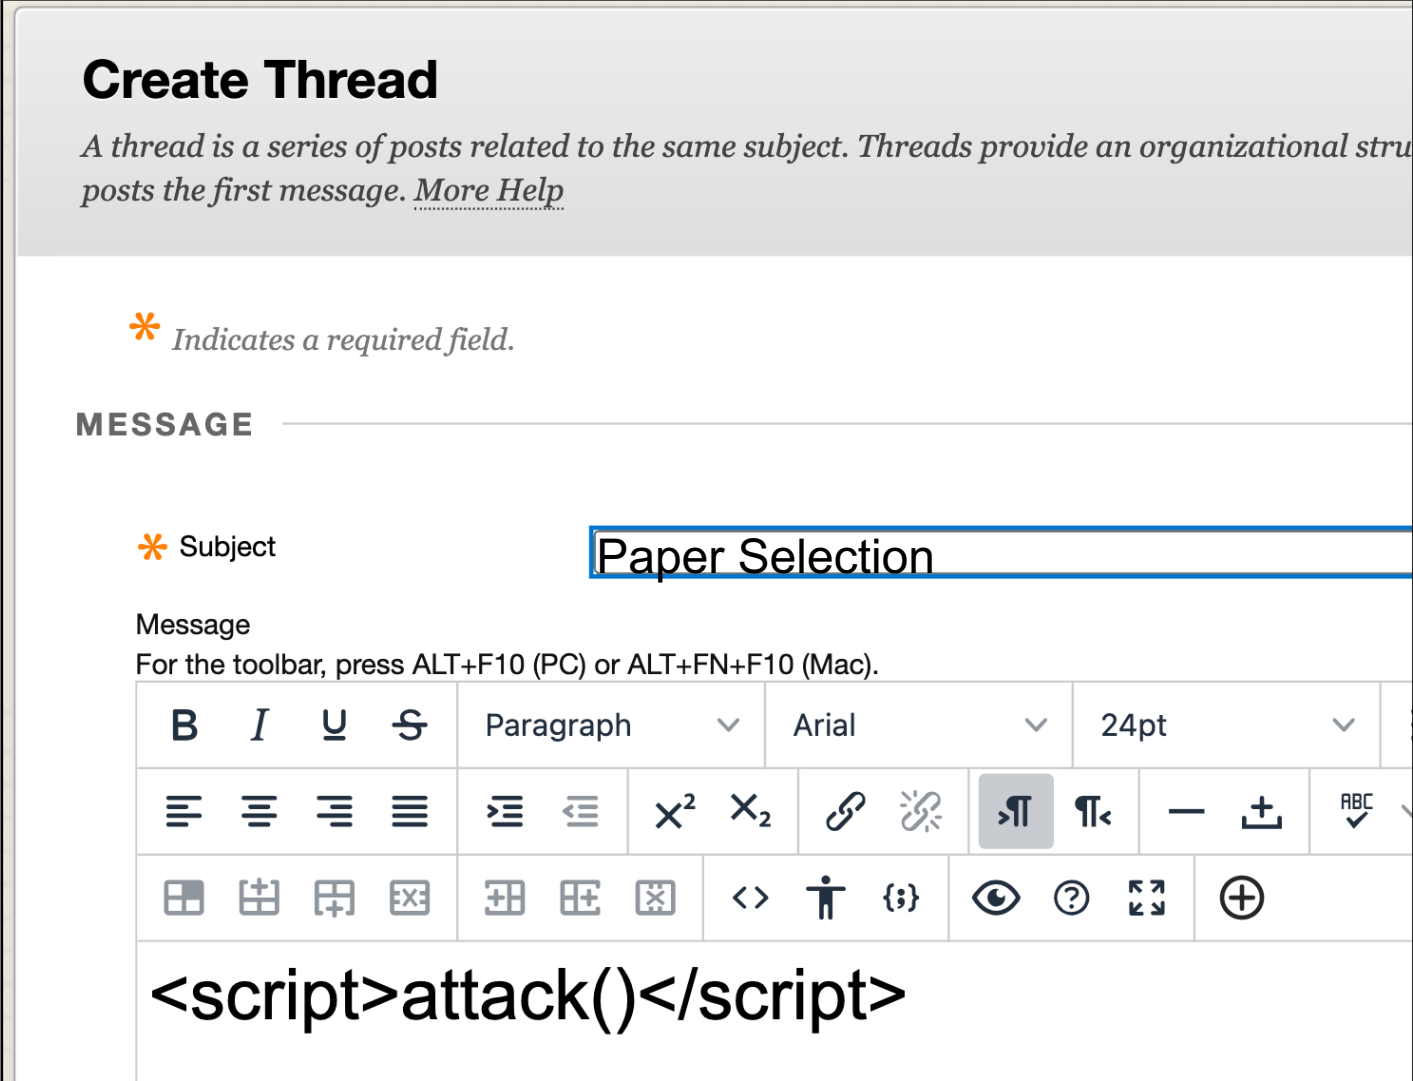 Create Thread
A thread is a series of posts related to the same subject. Threads provide an organizational stru
posts the first message. More Help
* Indicates a required field.
MESSAGE
* Subject
Paper Selection
Message
For the toolbar, press ALT+F10 (PC) or ALT+FN+F10 (Mac).
B I U S Paragraph Arial 24pt
X² X₂ ABC
<script>attack()</script>